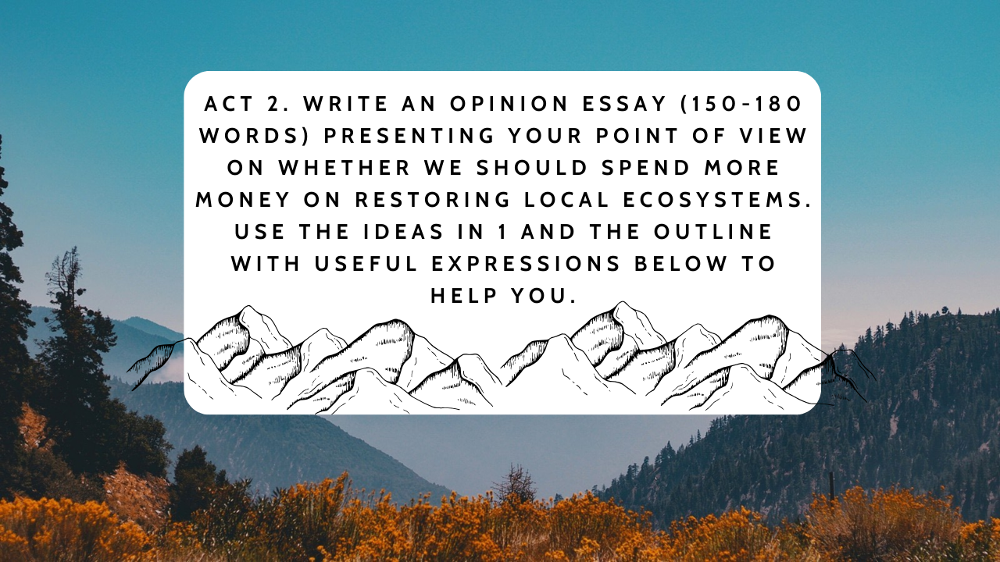 ACT 2. WRITE AN OPINION ESSAY (150-180
WORDS) PRESENTING YOUR POINT OF VIEW
ON WHETHER WE SHOULD SPEND MORE
MONEY ON RESTORING LOCAL ECOSYSTEMS.
USE THE IDEAS IN 1 AND THE OUTLINE
WITH USEFUL EXPRESSIONS BELOW TO
HELP YOU.